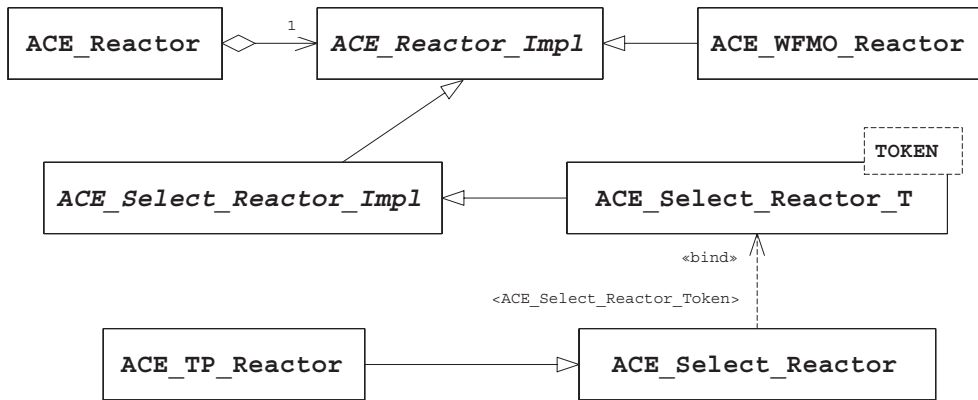 1
ACE_Reactor
ACE_Reactor_Impl
ACE_WFMO_Reactor
TOKEN
ACE_Select_Reactor_Impl
ACE_Select_Reactor_T
«bind»
<ACE_Select_Reactor_Token>
ACE_TP_Reactor
ACE_Select_Reactor